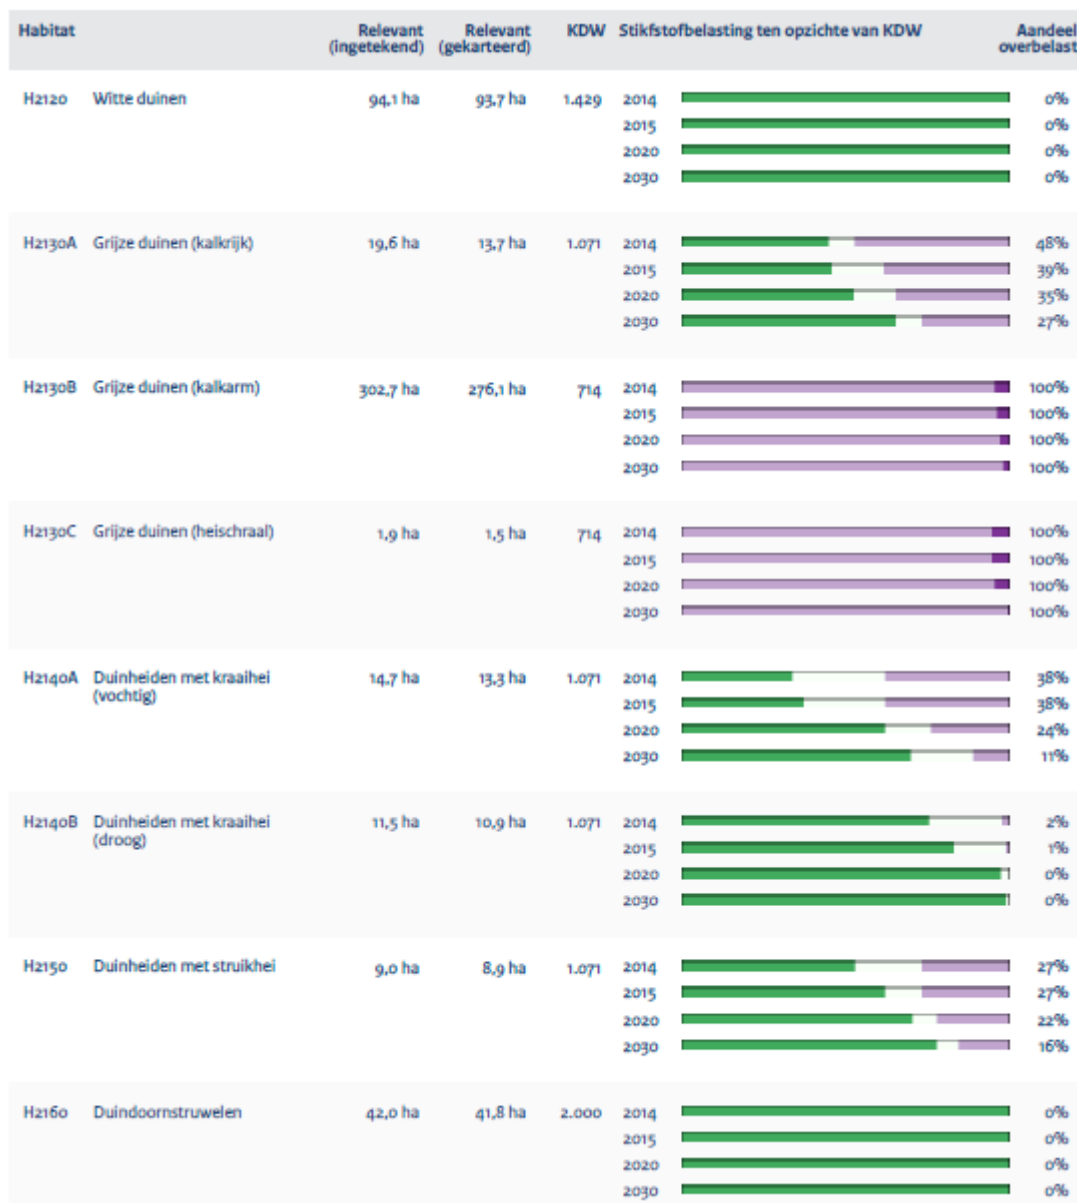 Habitat Relevant (ingetekend) Relevant (gekarteerd) KDW Stikfstofbelasting ten opzichte van KDW Aandeel overbelast
H2120 Witte duinen 94,1 ha 93,7 ha 1.429 2014 0%
2015 0%
2020 0%
2030 0%
H2130A Grijze duinen (kalkrijk) 19,6 ha 13,7 ha 1.071 2014 48%
2015 39%
2020 35%
2030 27%
H2130B Grijze duinen (kalkarm) 302,7 ha 276,1 ha 714 2014 100%
2015 100%
2020 100%
2030 100%
H2130C Grijze duinen (heischraal) 1,9 ha 1,5 ha 714 2014 100%
2015 100%
2020 100%
2030 100%
H2140A Duinheiden met kraaihei (vochtig) 14,7 ha 13,3 ha 1.071 2014 38%
2015 38%
2020 24%
2030 11%
H2140B Duinheiden met kraaihei (droog) 11,5 ha 10,9 ha 1.071 2014 2%
2015 1%
2020 0%
2030 0%
H2150 Duinheiden met struikhei 9,0 ha 8,9 ha 1.071 2014 27%
2015 27%
2020 22%
2030 16%
H2160 Duindoornstruwelen 42,0 ha 41,8 ha 2.000 2014 0%
2015 0%
2020 0%
2030 0%